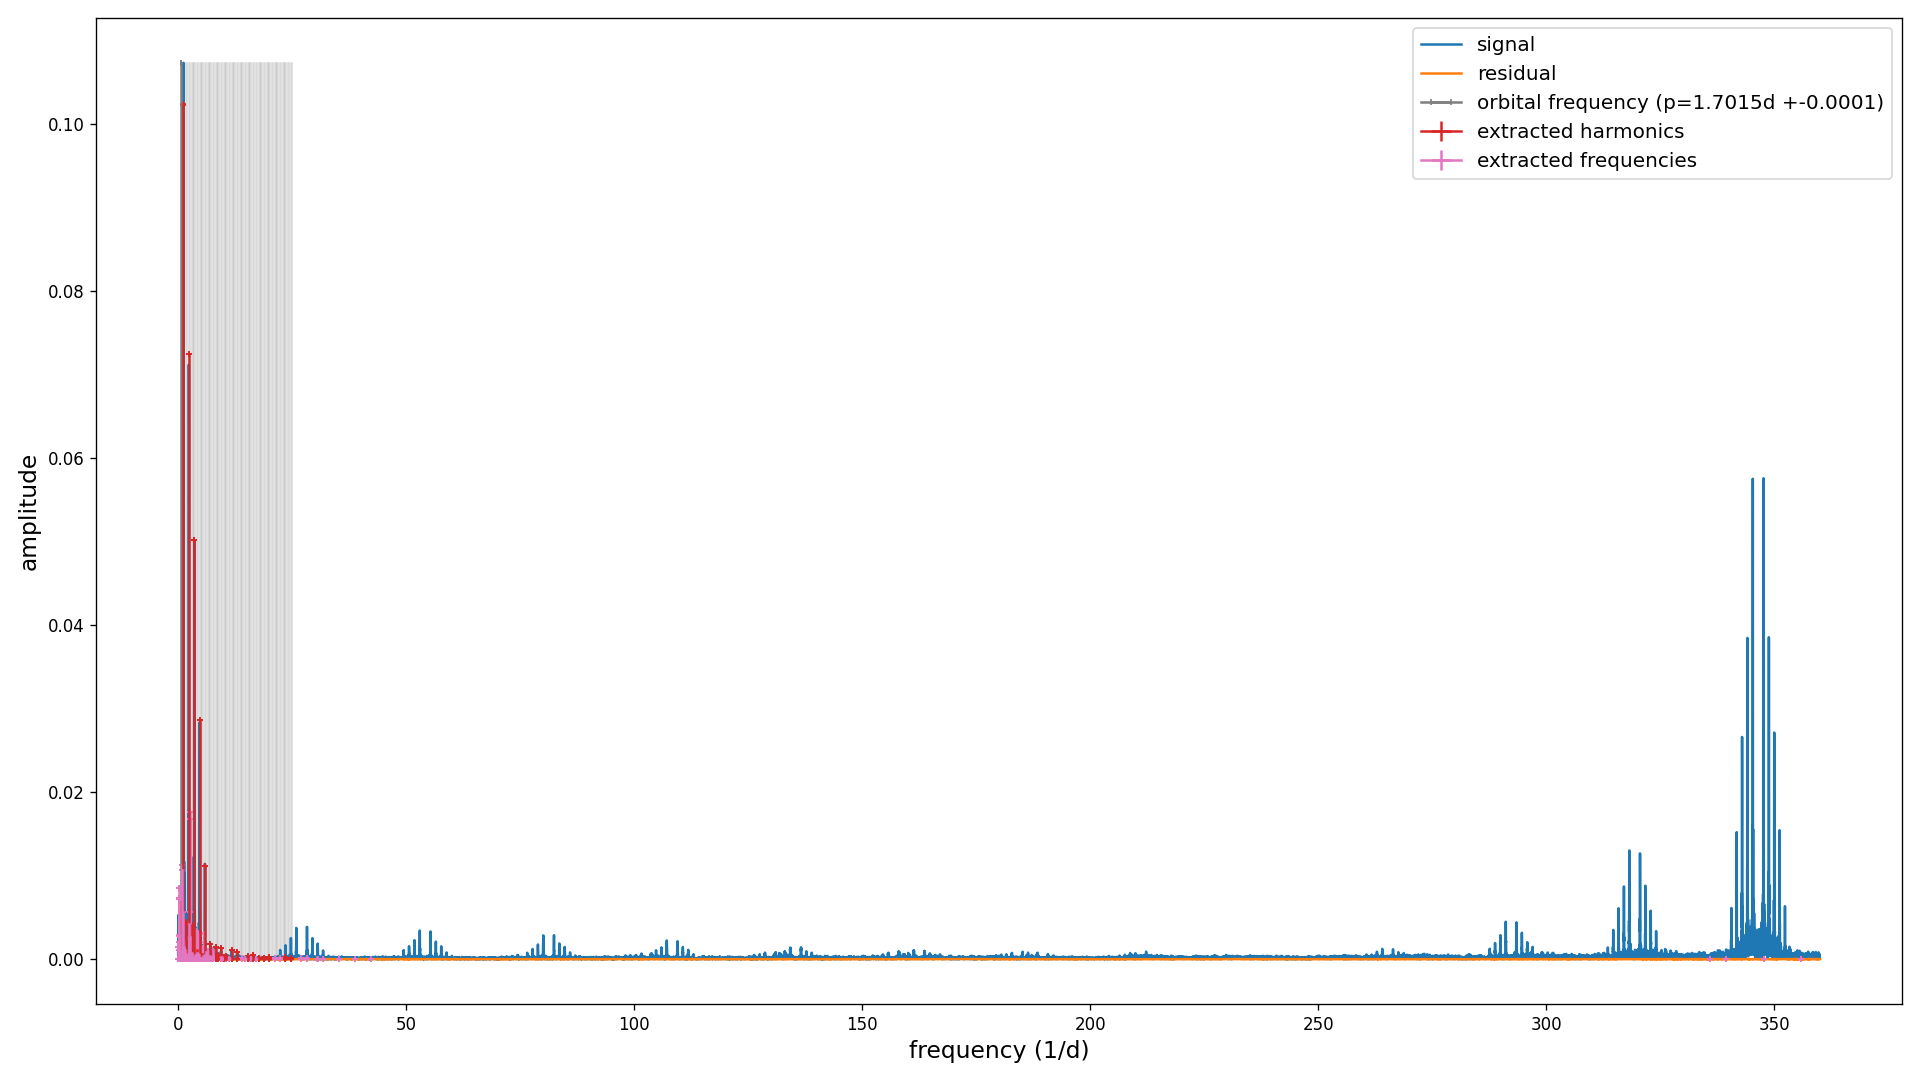 signal
residual
orbital frequency (p=1.7015d +-0.0001)
extracted harmonics
extracted frequencies
0.10
0.08
0.06
0.04
0.02
0.00
amplitude
0
50
100
150
200
250
300
350
frequency (1/d)